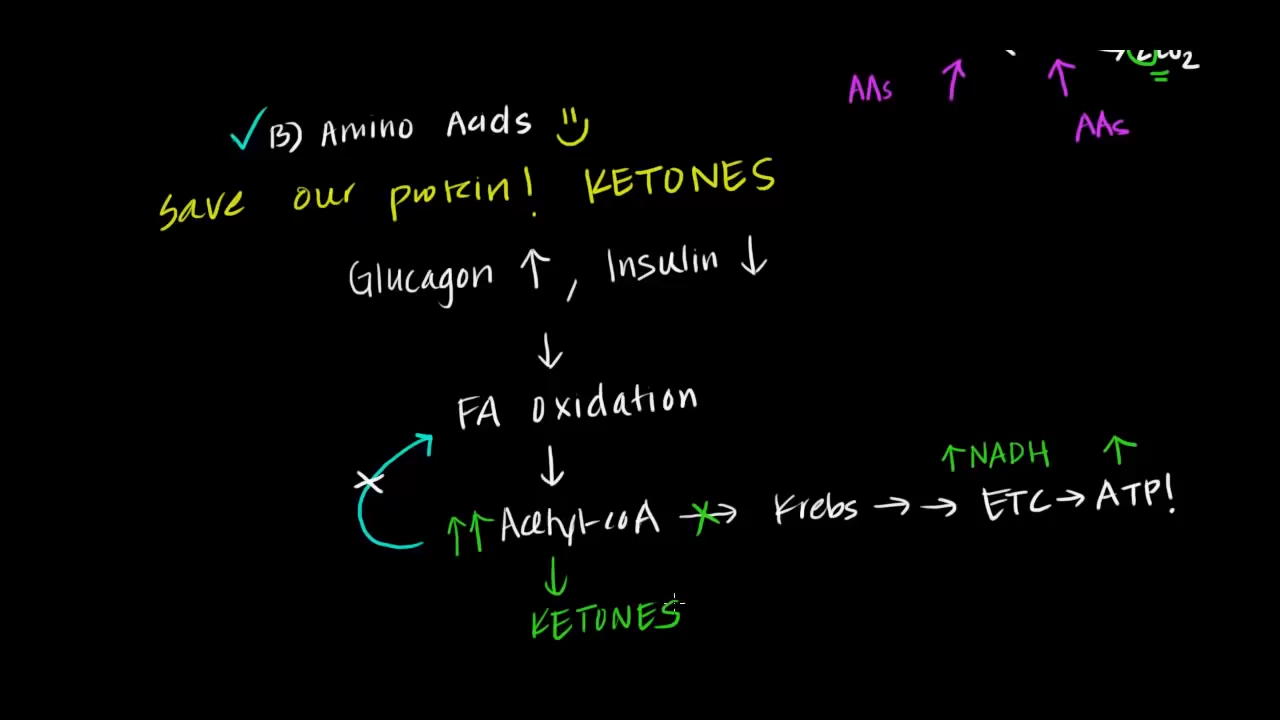 → 2CO2
AAs ↑ ↑
AAs
✓ B) Amino Acids
save our protein! KETONES
Glucagon ↑, Insulin ↓
↓
FA oxidation
↓
↑NADH ↑
↑↑ Acetyl-coA → Krebs → → ETC → ATP!
↓
KETONES